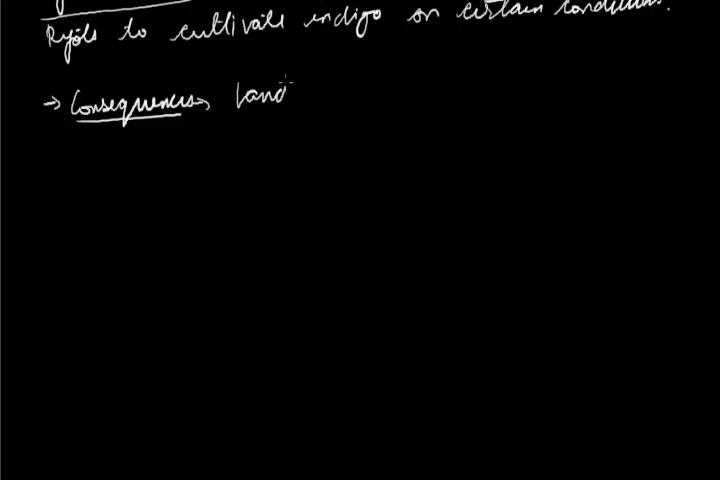 Ryots to cultivate indigo on certain conditions.
→ Consequences → Land